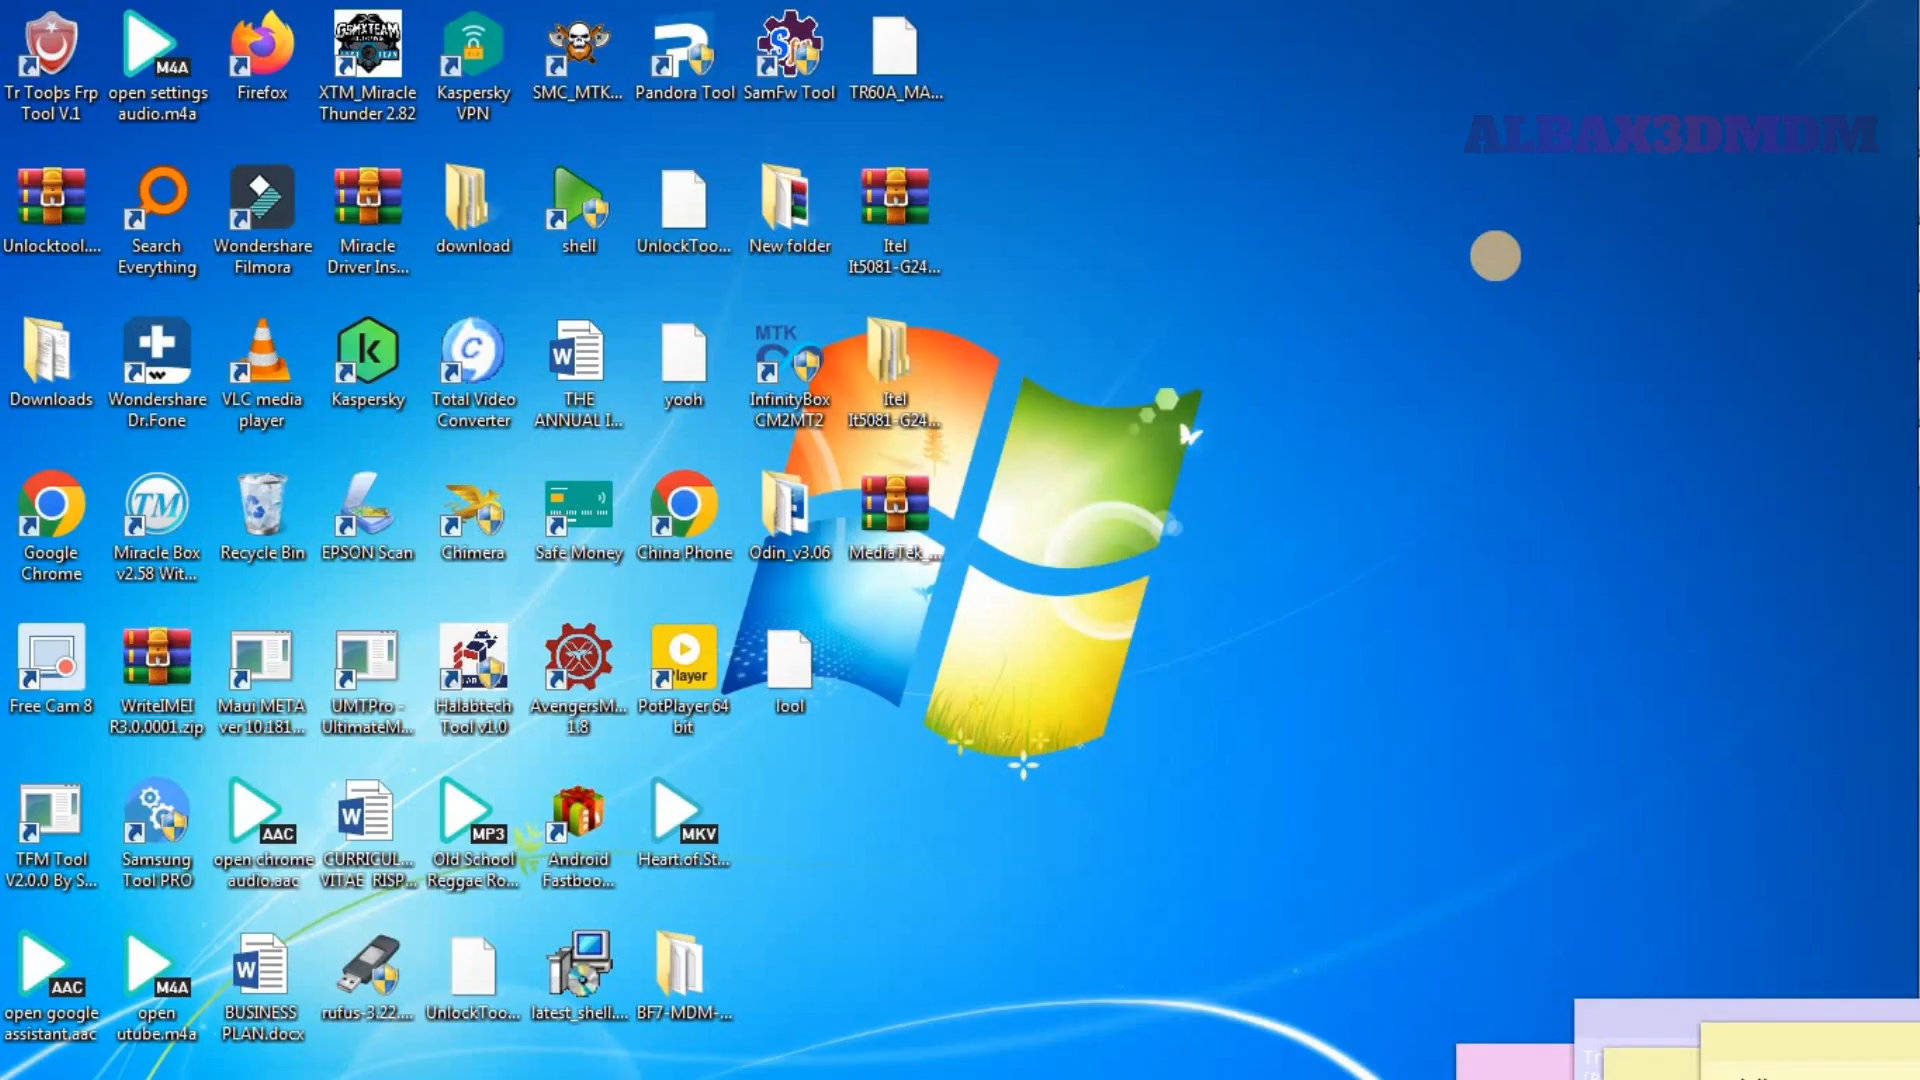 Tr Tooþs Frp
Tool V.1
M4A
open settings
audio.m4a
Firefox
GSMXTEAM
XTM_Miracle
Thunder 2.82
Kaspersky
VPN
SMC_MTK...
Pandora Tool
SamFw Tool
TR60A_MA...
ALBAX3DMDM
Unlocktool....
Search
Everything
Wondershare
Filmora
Miracle
Driver Ins...
download
shell
UnlockToo...
New folder
Itel
It5081-G24...
Downloads
Wondershare
Dr.Fone
VLC media
player
Kaspersky
Total Video
Converter
THE
ANNUAL I...
yooh
MTK
InfinityBox
CM2MT2
Itel
It5081-G24...
Google
Chrome
TM
Miracle Box
v2.58 Wit...
Recycle Bin
EPSON Scan
Chimera
Safe Money
China Phone
Odin_v3.06
MediaTek_...
Free Cam 8
WriteIMEI
R3.0.0001.zip
Maui META
ver 10.181...
UMTPro -
UltimateM...
Halabtech
Tool v1.0
AvengersM...
1.8
Player
PotPlayer 64
bit
lool
TFM Tool
V2.0.0 By S...
Samsung
Tool PRO
AAC
open chrome
audio.aac
CURRICUL...
VITAE RISP...
MP3
Old School
Reggae Ro...
Android
Fastboo...
MKV
Heart.of.St...
AAC
open google
assistant.aac
M4A
open
utube.m4a
BUSINESS
PLAN.docx
rufus-3.22....
UnlockToo...
latest_shell....
BF7-MDM-...